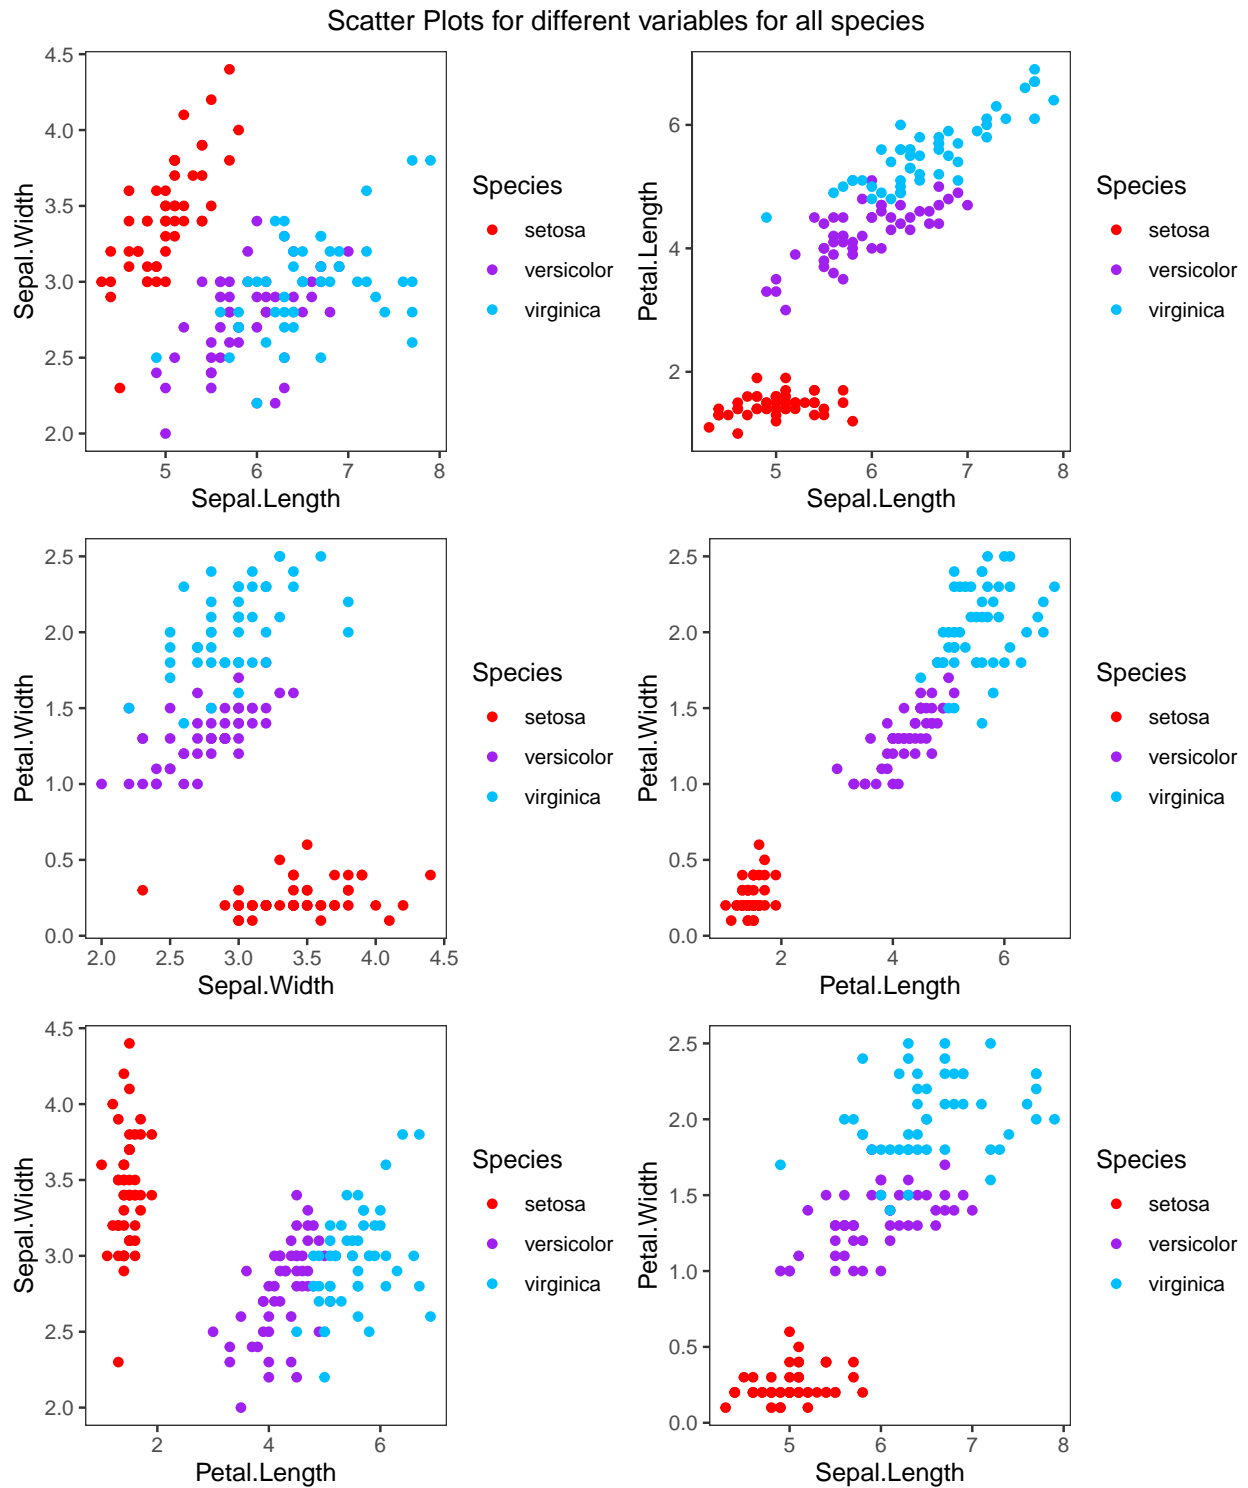 Scatter Plots for different variables for all species
4.5
4.0
3.5
3.0
2.5
2.0
Sepal.Width
5 6 7 8
Sepal.Length
Species
setosa
versicolor
virginica
6
4
2
Petal.Length
5 6 7 8
Sepal.Length
Species
setosa
versicolor
virginica
2.5
2.0
1.5
1.0
0.5
0.0
Petal.Width
2.0 2.5 3.0 3.5 4.0 4.5
Sepal.Width
Species
setosa
versicolor
virginica
2.5
2.0
1.5
1.0
0.5
0.0
Petal.Width
2 4 6
Petal.Length
Species
setosa
versicolor
virginica
4.5
4.0
3.5
3.0
2.5
2.0
Sepal.Width
2 4 6
Petal.Length
Species
setosa
versicolor
virginica
2.5
2.0
1.5
1.0
0.5
0.0
Petal.Width
5 6 7 8
Sepal.Length
Species
setosa
versicolor
virginica